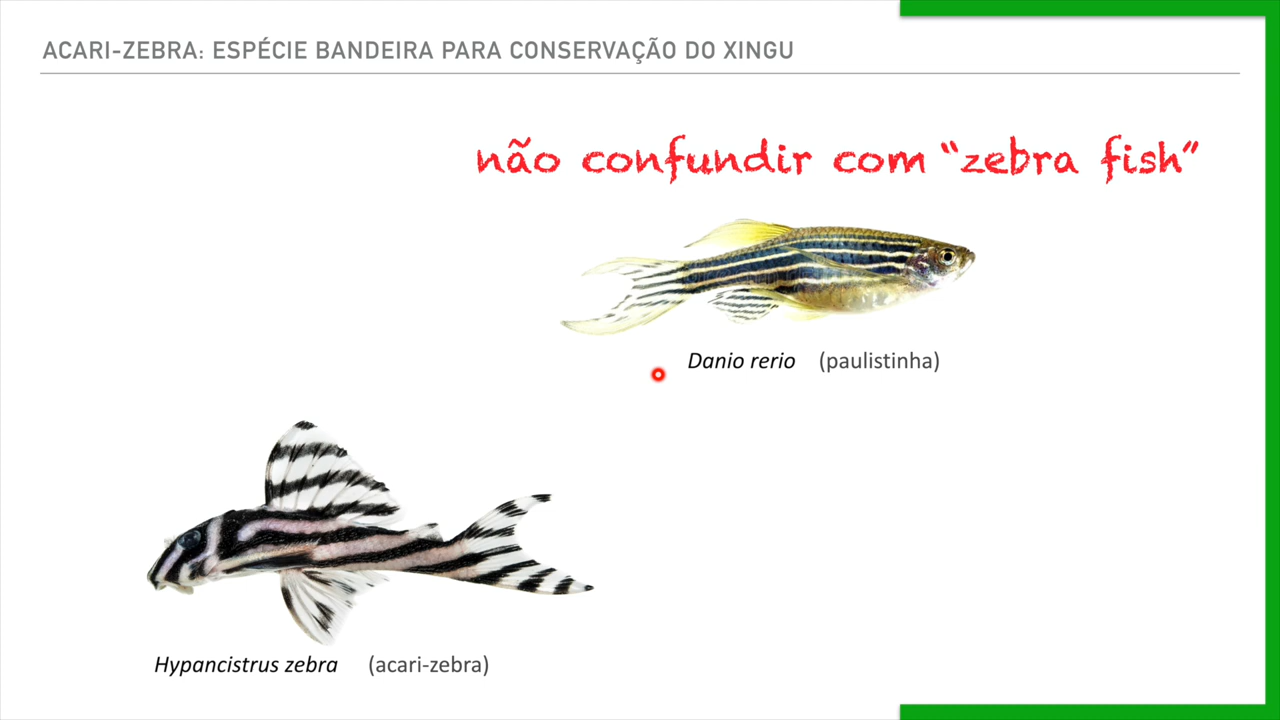 ACARI-ZEBRA: ESPÉCIE BANDEIRA PARA CONSERVAÇÃO DO XINGU
não confundir com “zebra fish”
Danio rerio (paulistinha)
Hypancistrus zebra (acari-zebra)